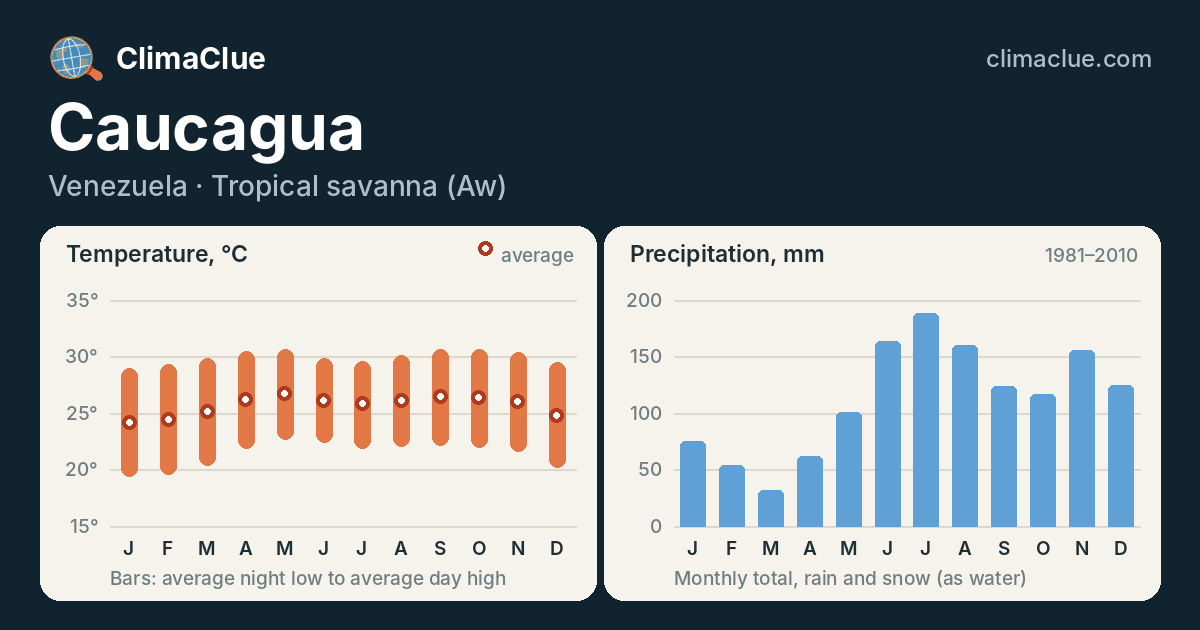 ClimaClue
climaclue.com
Caucagua
Venezuela · Tropical savanna (Aw)
Temperature, °C
average
35°
30°
25°
20°
15°
J F M A M J J A S O N D
Bars: average night low to average day high
Precipitation, mm
1981–2010
200
150
100
50
0
J F M A M J J A S O N D
Monthly total, rain and snow (as water)